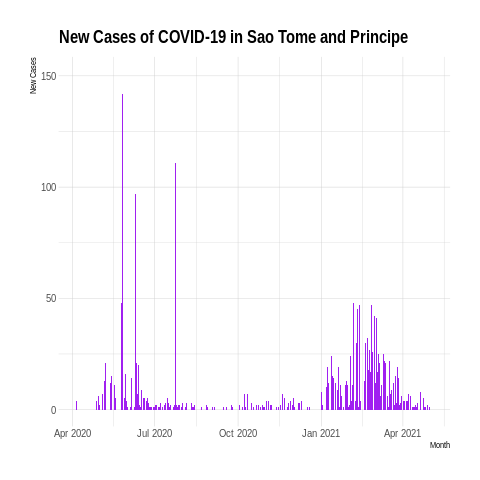 New Cases of COVID-19 in Sao Tome and Principe
New Cases
150
100
50
0
Apr 2020 Jul 2020 Oct 2020 Jan 2021 Apr 2021
Month